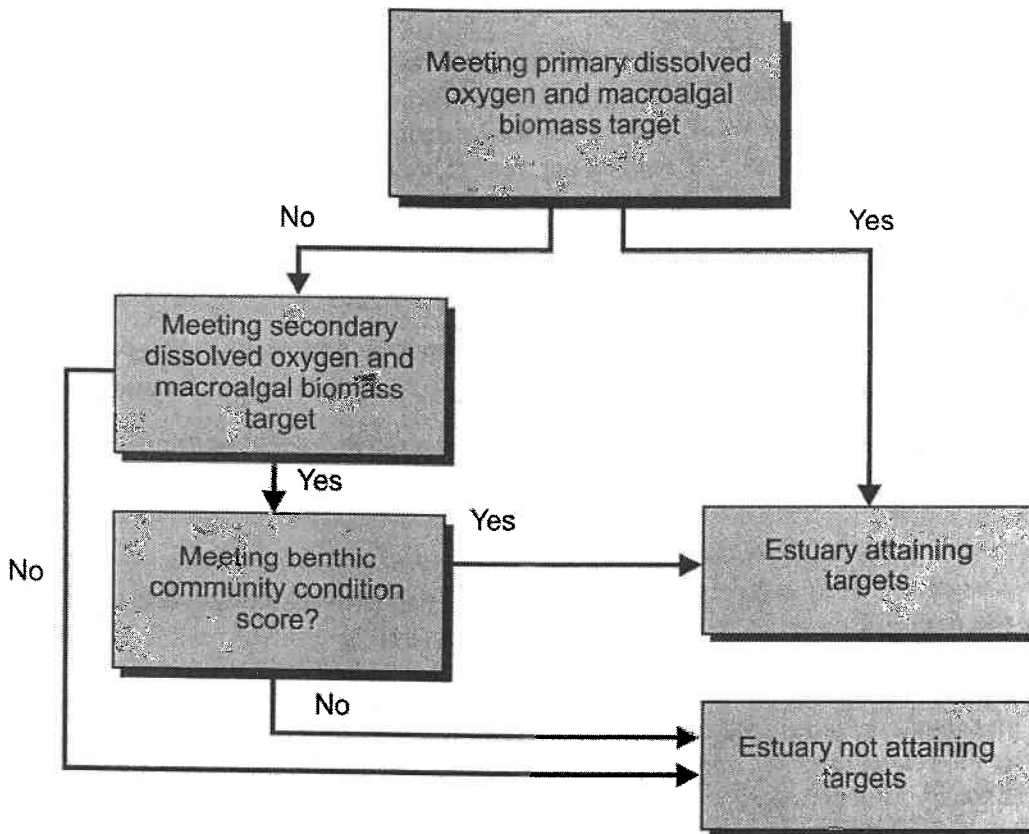 Meeting primary dissolved
oxygen and macroalgal
biomass target
No
Yes
Meeting secondary
dissolved oxygen and
macroalgal biomass
target
Yes
No
Meeting benthic
community condition
score?
Yes
Estuary attaining
targets
No
Estuary not attaining
targets